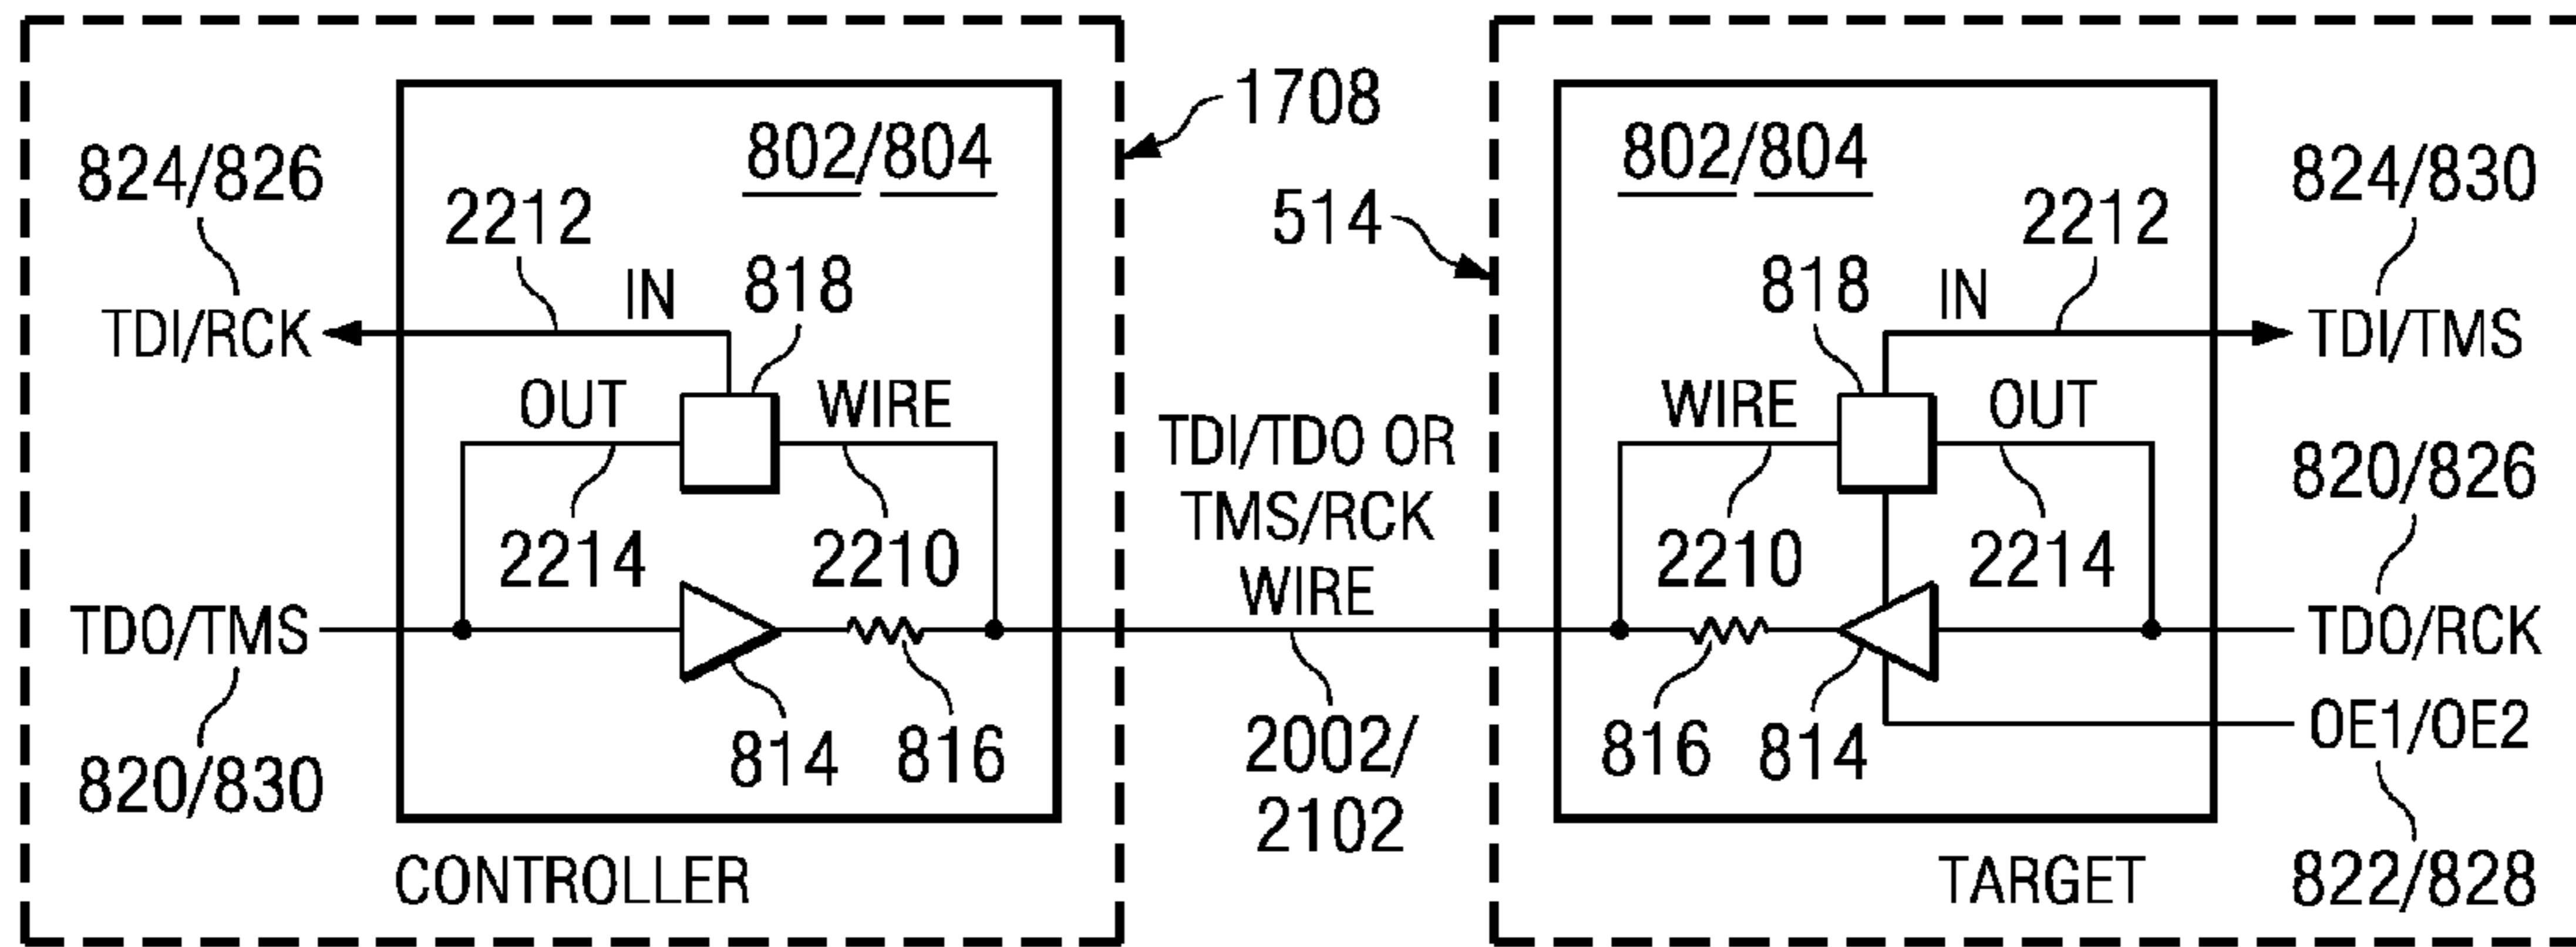 1708
802/804
802/804
824/826
824/830
514
2212
2212
818
818
IN
IN
TDI/RCK
TDI/TMS
OUT
WIRE
WIRE
OUT
TDI/TDO OR
TMS/RCK
WIRE
820/826
2214
2210
2210
2214
TDO/TMS
TDO/RCK
OE1/OE2
814
816
2002/
2102
816
814
820/830
CONTROLLER
TARGET
822/828